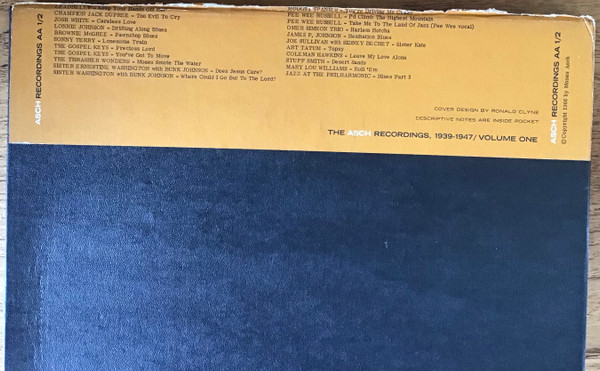 ASCH RECORDINGS AA 1/2
CHAMPION JACK DUPREE – Too Evil To Cry
JOSH WHITE – Careless Love
LONNIE JOHNSON – Drifting Along Blues
BROWNIE McGHEE – Pawnshop Blues
SONNY TERRY – Lonesome Train
THE GOSPEL KEYS – Precious Lord
THE GOSPEL KEYS – You've Got To Move
THE THRASHER WONDERS – Moses Smote The Water
SISTER ERNESTINE WASHINGTON with BUNK JOHNSON – Does Jesus Care?
SISTER WASHINGTON with BUNK JOHNSON – Where Could I Go But To The Lord?
PEE WEE RUSSELL – I'd Climb The Highest Mountain
PEE WEE RUSSELL – Take Me To The Land Of Jazz (Pee Wee vocal)
OMER SIMEON TRIO – Harlem Hotcha
JAMES P. JOHNSON – Hesitation Blues
JOE SULLIVAN with SIDNEY BECHET – Sister Kate
ART TATUM – Topsy
COLEMAN HAWKINS – Leave My Love Alone
STUFF SMITH – Desert Sands
MARY LOU WILLIAMS – Roll 'Em
JAZZ AT THE PHILHARMONIC – Blues Part 3
COVER DESIGN BY RONALD CLYNE
DESCRIPTIVE NOTES ARE INSIDE POCKET
THE ASCH RECORDINGS, 1939-1947/VOLUME ONE
ASCH RECORDINGS AA 1/2
©Copyright 1966 by Moses Asch